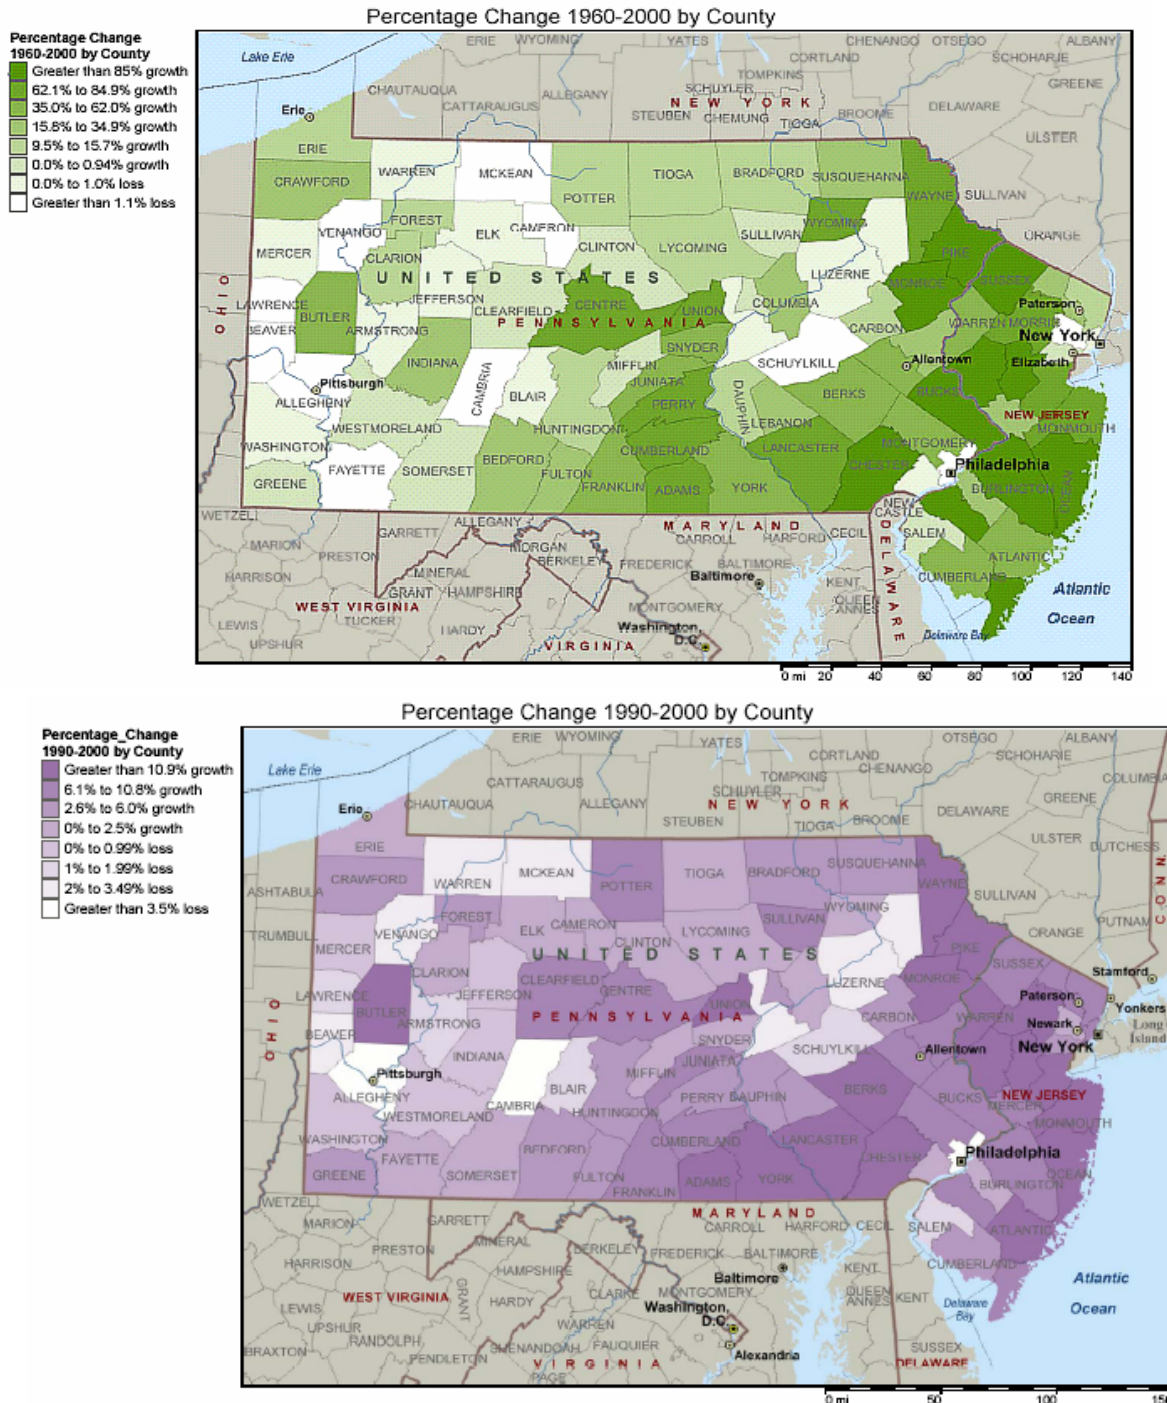 Percentage Change 1960-2000 by County
Percentage Change
1960-2000 by County
Greater than 85% growth
62.1% to 84.9% growth
35.0% to 62.0% growth
15.8% to 34.9% growth
9.5% to 15.7% growth
0.0% to 0.94% growth
0.0% to 1.0% loss
Greater than 1.1% loss
ERIE WYOMING YATES CHENANGO OTSEGO ALBANY
Lake Erie
CORTLAND SCHOHARIE
TOMPKINS
CHAUTAUQUA ALLEGANY SCHUYLER GREENE
CATTARAUGUS NEW YORK DELAWARE
Erie STEUBEN CHEMUNG TIOGA BROOME
ULSTER
ERIE
CRAWFORD WARREN MCKEAN TIOGA BRADFORD SUSQUEHANNA
POTTER WAYNE SULLIVAN
FOREST WYOMING
VENANGO ELK CAMERON SULLIVAN ORANGE
MERCER CLARION CLINTON LYCOMING PIKE
UNITED STATES LUZERNE MONROE SUSSEX
OHIO
LAWRENCE JEFFERSON CENTRE COLUMBIA Paterson
BUTLER CLEARFIELD UNION
BEAVER ARMSTRONG PENNSYLVANIA CARBON WARREN MORRIS
New York
INDIANA SNYDER SCHUYLKILL Allentown Elizabeth
Pittsburgh CAMBRIA MIFFLIN
ALLEGHENY BLAIR JUNIATA DAUPHIN BERKS BUCKS
PERRY NEW JERSEY
WESTMORELAND HUNTINGDON LEBANON MONMOUTH
WASHINGTON CUMBERLAND LANCASTER MONTGOMERY
FAYETTE SOMERSET BEDFORD CHESTER Philadelphia
GREENE FULTON FRANKLIN ADAMS YORK BURLINGTON OCEAN
NEW
CASTLE
WETZEL ALLEGANY MARYLAND
GARRETT CARROLL HARFORD CECIL SALEM
MARION PRESTON MORGAN
BERKELEY FREDERICK BALTIMORE ATLANTIC
HARRISON MINERAL Baltimore CUMBERLAND
GRANT HAMPSHIRE KENT
WEST VIRGINIA MONTGOMERY QUEEN
ANNES DELAWARE Atlantic
TUCKER Ocean
LEWIS HARDY Washington,
D.C.
UPSHUR VIRGINIA Delaware Bay
0 mi 20 40 60 80 100 120 140
Percentage Change 1990-2000 by County
Percentage_Change
1990-2000 by County
Greater than 10.9% growth
6.1% to 10.8% growth
2.6% to 6.0% growth
0% to 2.5% growth
0% to 0.99% loss
1% to 1.99% loss
2% to 3.49% loss
Greater than 3.5% loss
ERIE WYOMING YATES OTSEGO ALBANY
CORTLAND SCHOHARIE
Lake Erie CHENANGO
CATTARAUGUS TOMPKINS COLUMBIA
SCHUYLER
CHAUTAUQUA ALLEGANY NEW YORK GREENE
Erie DELAWARE
STEUBEN TIOGA BROOME
ULSTER DUTCHESS
ERIE
CRAWFORD WARREN MCKEAN TIOGA BRADFORD SUSQUEHANNA CONN.
ASHTABULA POTTER WAYNE SULLIVAN
FOREST WYOMING
TRUMBULL VENANGO ELK CAMERON LYCOMING SULLIVAN PUTNAM
MERCER CLINTON ORANGE
UNITED STATES PIKE
CLARION CLEARFIELD SUSSEX Stamford
LAWRENCE JEFFERSON CENTRE LUZERNE MONROE
OHIO BUTLER UNION Paterson Yonkers
BEAVER ARMSTRONG PENNSYLVANIA CARBON WARREN Newark
Long
Island
INDIANA SNYDER SCHUYLKILL Allentown New York
Pittsburgh MIFFLIN JUNIATA
ALLEGHENY BLAIR PERRY DAUPHIN BERKS BUCKS NEW JERSEY
CAMBRIA MERCER
WESTMORELAND HUNTINGDON MONMOUTH
WASHINGTON CUMBERLAND LANCASTER
FAYETTE BEDFORD CHESTER Philadelphia
GREENE SOMERSET FULTON ADAMS YORK OCEAN
FRANKLIN BURLINGTON
WETZEL
MARION GARRETT MARYLAND
CARROLL HARFORD CECIL SALEM ATLANTIC
PRESTON MINERAL
BERKELEY FREDERICK BALTIMORE
HARRISON HAMPSHIRE Baltimore KENT CUMBERLAND
GRANT CLARKE MONTGOMERY QUEEN
ANNES KENT Atlantic
WEST VIRGINIA HARDY Washington,
D.C. Delaware
Bay Ocean
LEWIS
UPSHUR WARREN
RANDOLPH SHENANDOAH FAUQUIER
BRAXTON PENDLETON Alexandria SUSSEX
VIRGINIA DELAWARE
PAGE
0 mi 50 100 150